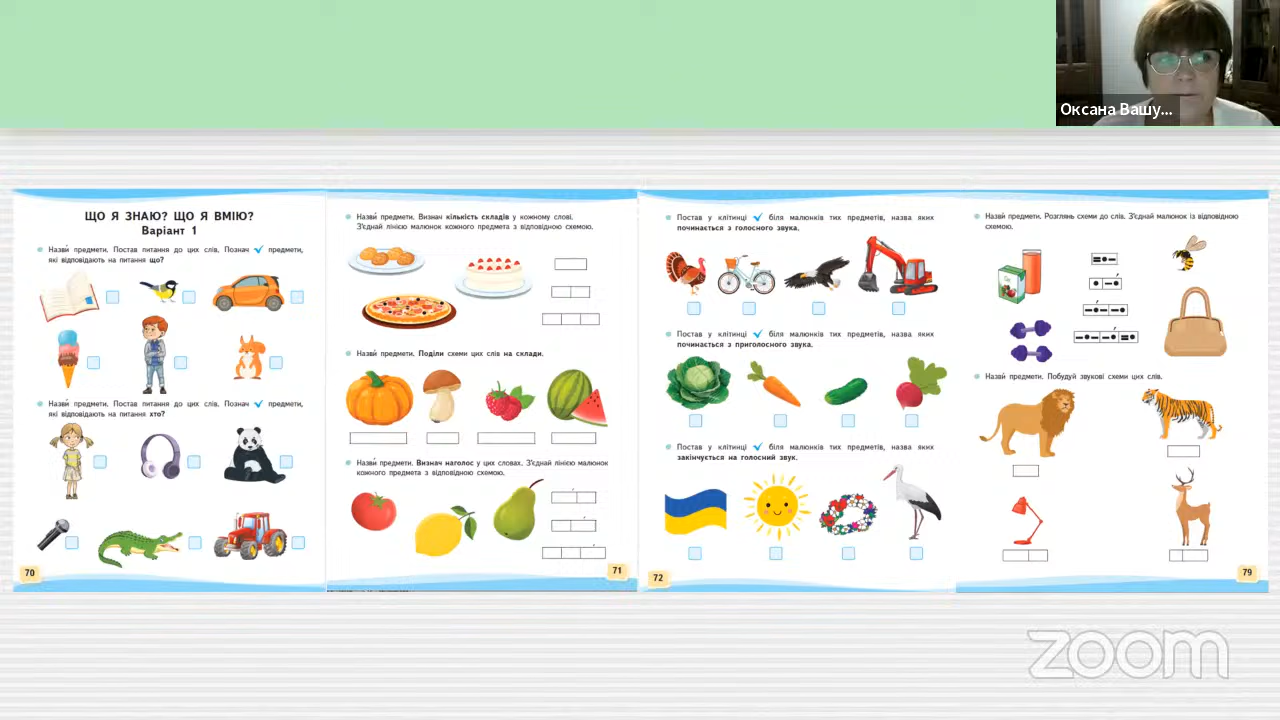 Оксана Вашу...
ЩО Я ЗНАЮ? ЩО Я ВМІЮ?
Варіант 1
Назви́ предмети. Постав питання до цих слів. Познач ✓ предмети,
які відповідають на питання що?
Назви́ предмети. Постав питання до цих слів. Познач ✓ предмети,
які відповідають на питання хто?
70
Назви́ предмети. Визнач кількість складів у кожному слові.
З'єднай лінією малюнок кожного предмета з відповідною схемою.
Назви́ предмети. Поділи схеми цих слів на склади.
Назви́ предмети. Визнач наголос у цих словах. З'єднай лінією малюнок
кожного предмета з відповідною схемою.
71
Постав у клітинці ✓ біля малюнків тих предметів, назва яких
починається з голосного звука.
Постав у клітинці ✓ біля малюнків тих предметів, назва яких
починається з приголосного звука.
Постав у клітинці ✓ біля малюнків тих предметів, назва яких
закінчується на голосний звук.
72
Назви́ предмети. Розглянь схеми до слів. З'єднай малюнок із відповідною
схемою.
Назви́ предмети. Побудуй звукові схеми цих слів.
79
zoom